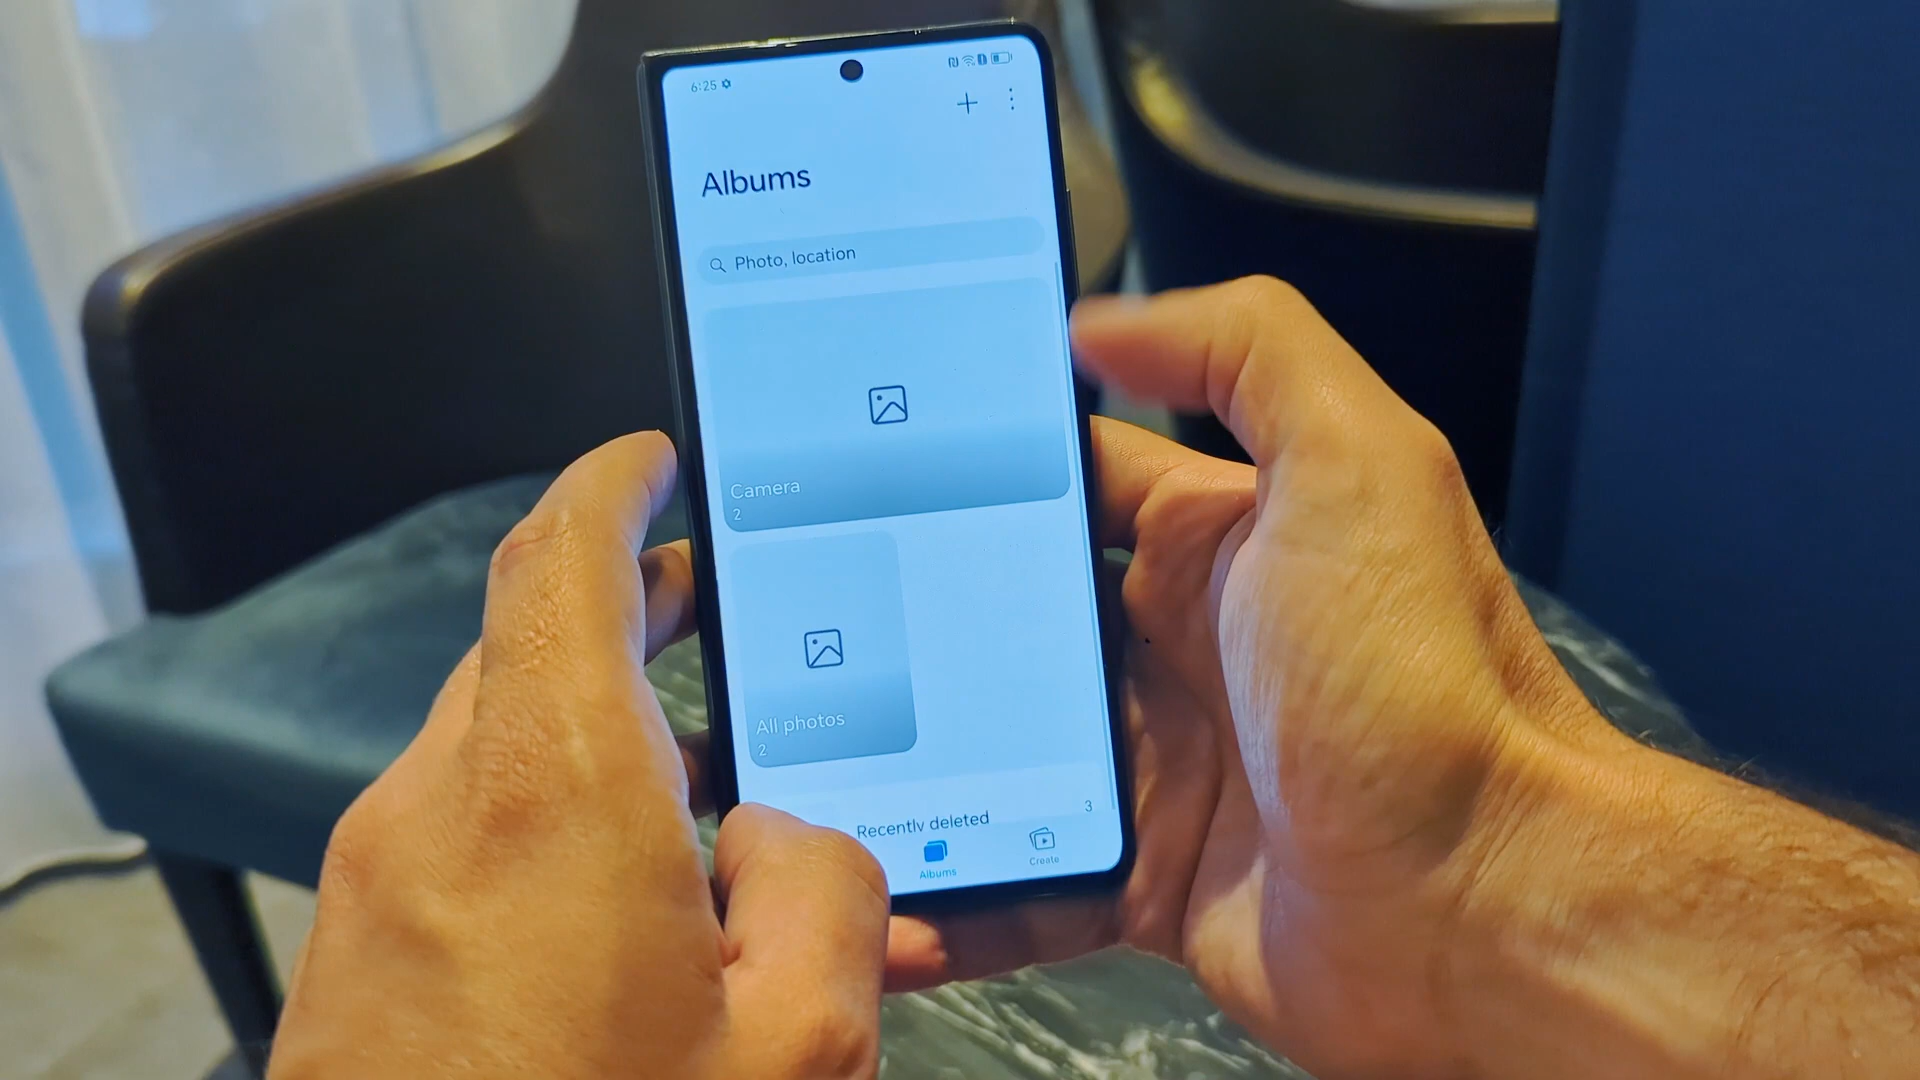 6:25
Albums
Photo, location
Camera
2
All photos
2
Recently deleted
3
Albums
Create